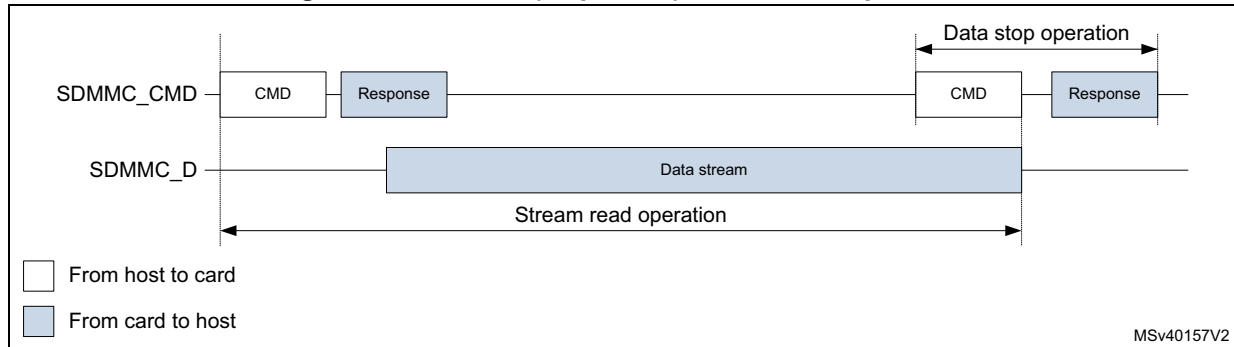 Data stop operation
SDMMC_CMD CMD Response CMD Response
SDMMC_D Data stream
Stream read operation
From host to card
From card to host
MSv40157V2